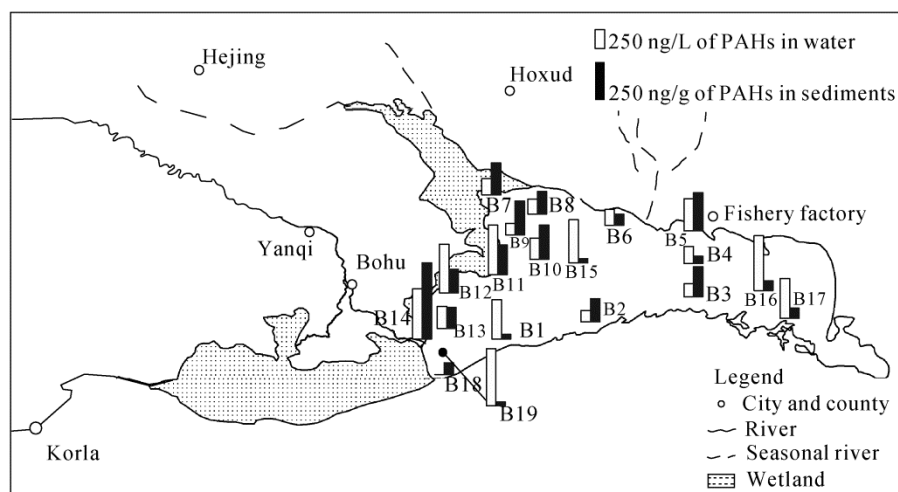 250 ng/L of PAHs in water
Hejing
Hoxud
250 ng/g of PAHs in sediments
B7
B8
Fishery factory
B9
B6
B5
Yanqi
B10
B15
B4
Bohu
B11
B12
B3
B16
B17
B14
B13
B1
B2
B18
B19
Legend
City and county
River
Seasonal river
Wetland
Korla